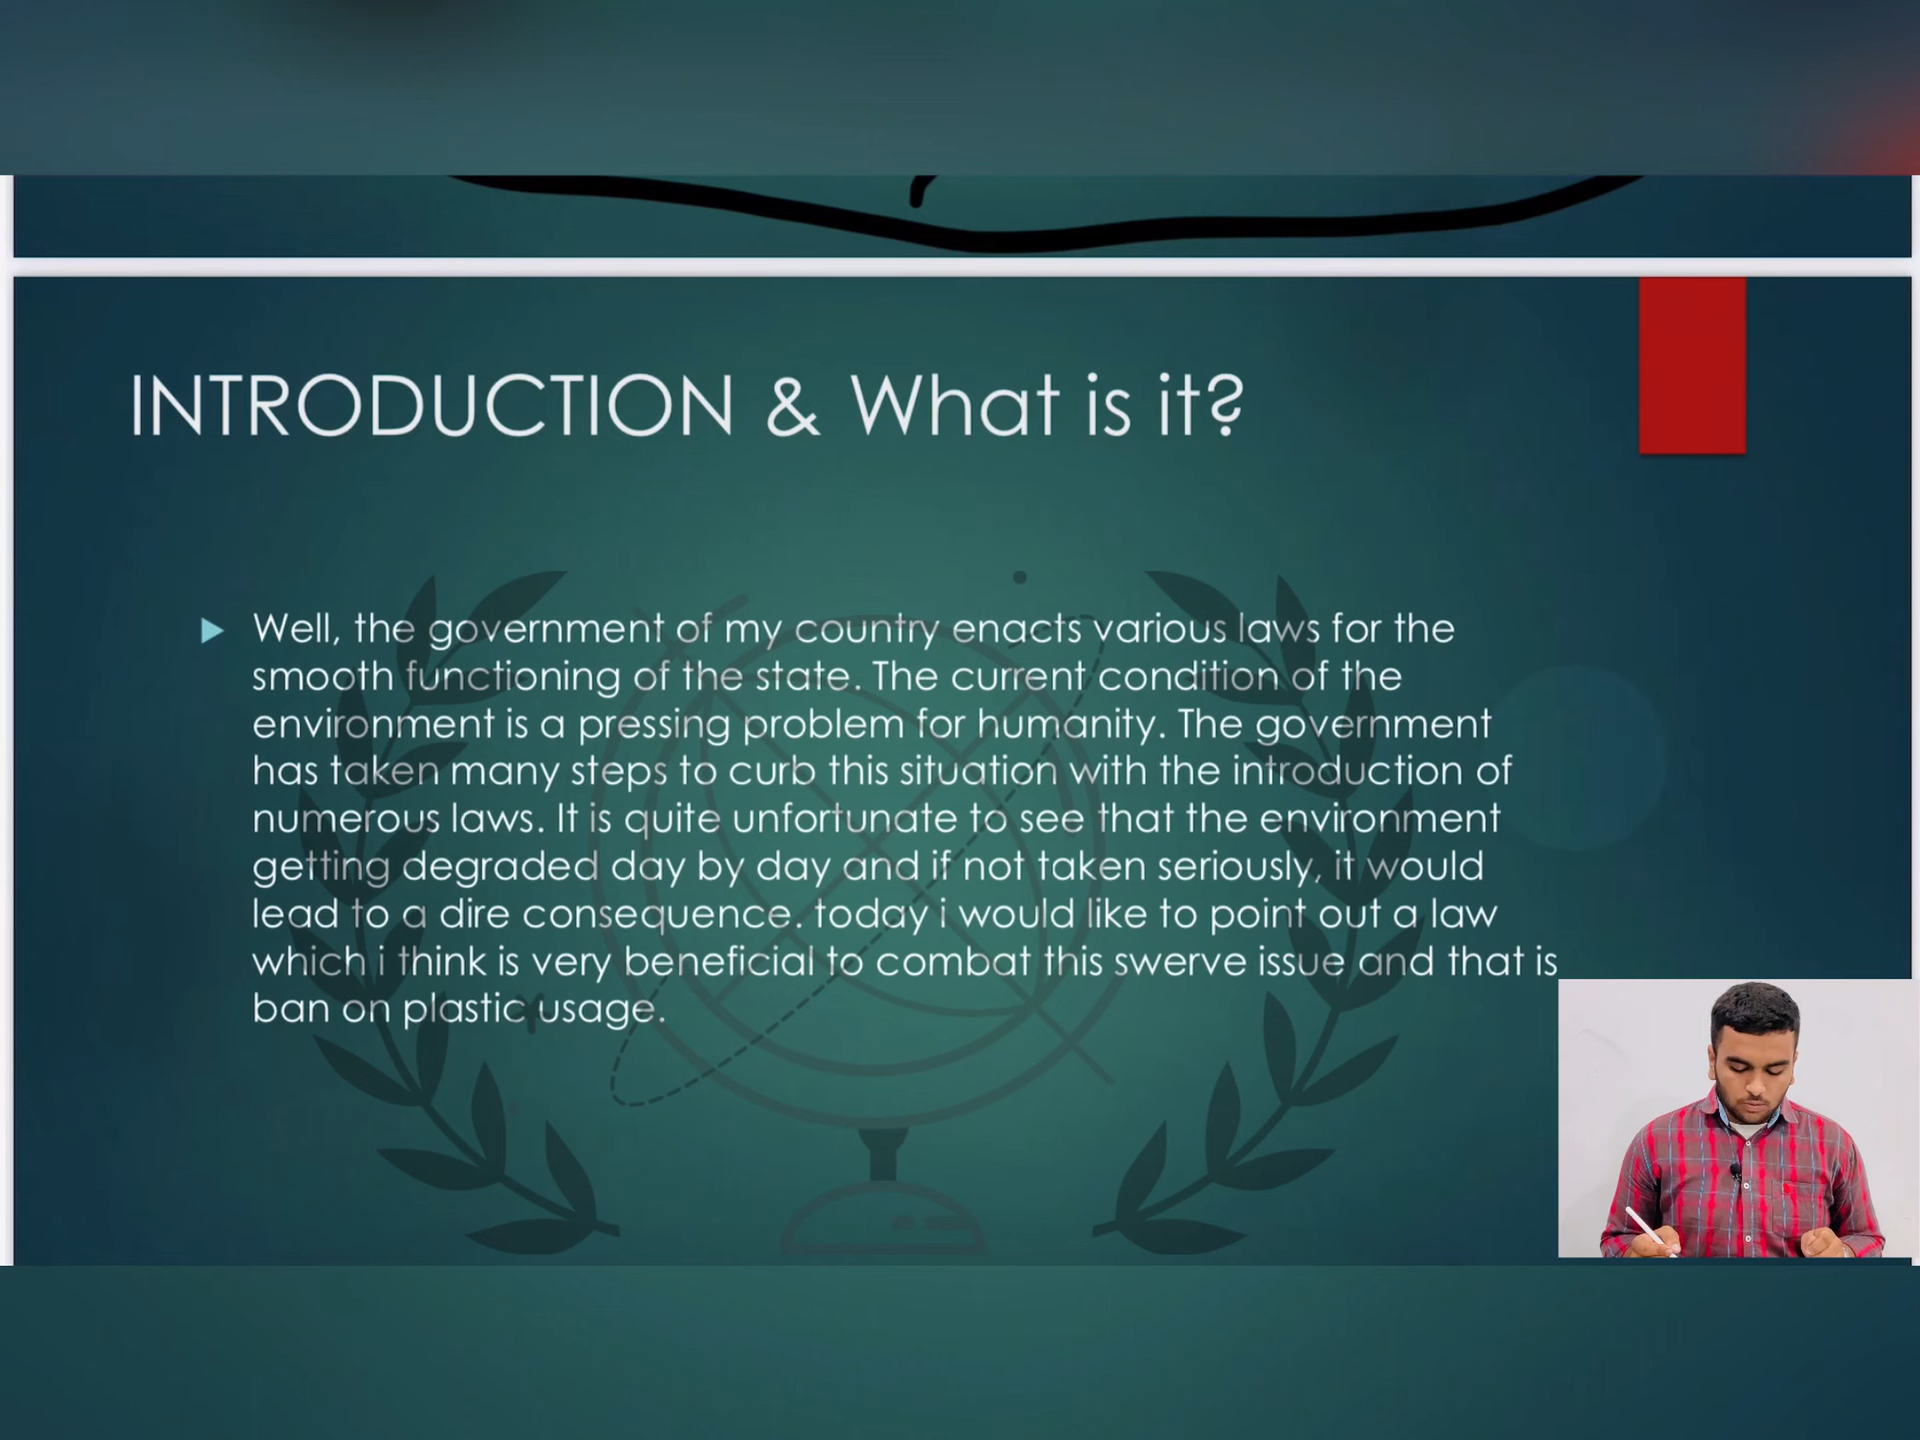 INTRODUCTION & What is it?
Well, the government of my country enacts various laws for the
smooth functioning of the state. The current condition of the
environment is a pressing problem for humanity. The government
has taken many steps to curb this situation with the introduction of
numerous laws. It is quite unfortunate to see that the environment
getting degraded day by day and if not taken seriously, it would
lead to a dire consequence. today i would like to point out a law
which i think is very beneficial to combat this swerve issue and that is
ban on plastic usage.